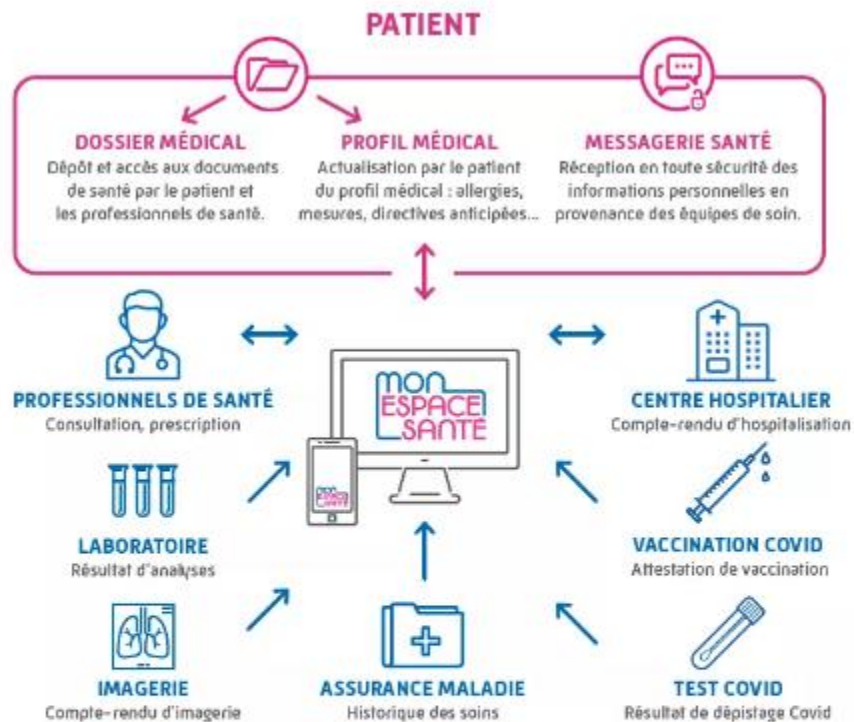 PATIENT
DOSSIER MÉDICAL
Dépôt et accès aux documents
de santé par le patient et
les professionnels de santé.
PROFIL MÉDICAL
Actualisation par le patient
du profil médical : allergies,
mesures, directives anticipées...
MESSAGERIE SANTÉ
Réception en toute sécurité des
informations personnelles en
provenance des équipes de soin.
PROFESSIONNELS DE SANTÉ
Consultation, prescription
mon
ESPACE
SANTÉ
mon
ESPACE
SANTÉ
CENTRE HOSPITALIER
Compte-rendu d'hospitalisation
LABORATOIRE
Résultat d'analyses
VACCINATION COVID
Attestation de vaccination
IMAGERIE
Compte-rendu d'imagerie
ASSURANCE MALADIE
Historique des soins
TEST COVID
Résultat de dépistage Covid